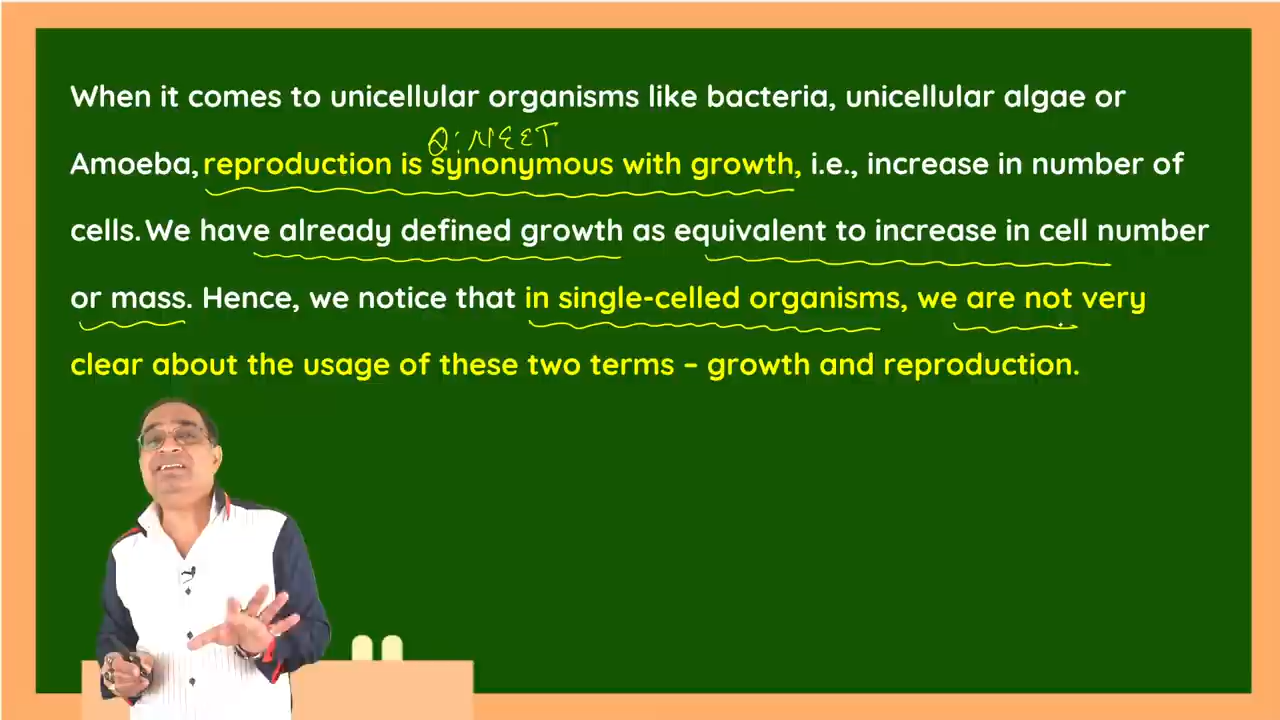 When it comes to unicellular organisms like bacteria, unicellular algae or
Q: NEET
Amoeba, reproduction is synonymous with growth, i.e., increase in number of
cells. We have already defined growth as equivalent to increase in cell number
or mass. Hence, we notice that in single-celled organisms, we are not very
clear about the usage of these two terms – growth and reproduction.